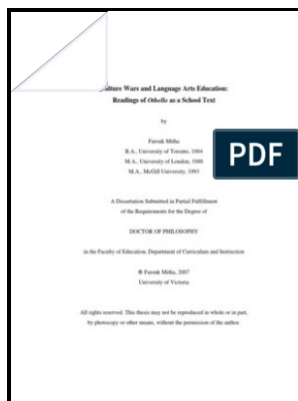 ulture Wars and Language Arts Education:
Readings of Othello as a School Text
by
Farouk Mitha
B.A., University of Toronto, 1984
M.A., University of London, 1986
M.A., McGill University, 1993
PDF
A Dissertation Submitted in Partial Fulfillment
of the Requirements for the Degree of
DOCTOR OF PHILOSOPHY
in the Faculty of Education, Department of Curriculum and Instruction
© Farouk Mitha, 2007
University of Victoria
All rights reserved. This thesis may not be reproduced in whole or in part,
by photocopy or other means, without the permission of the author.